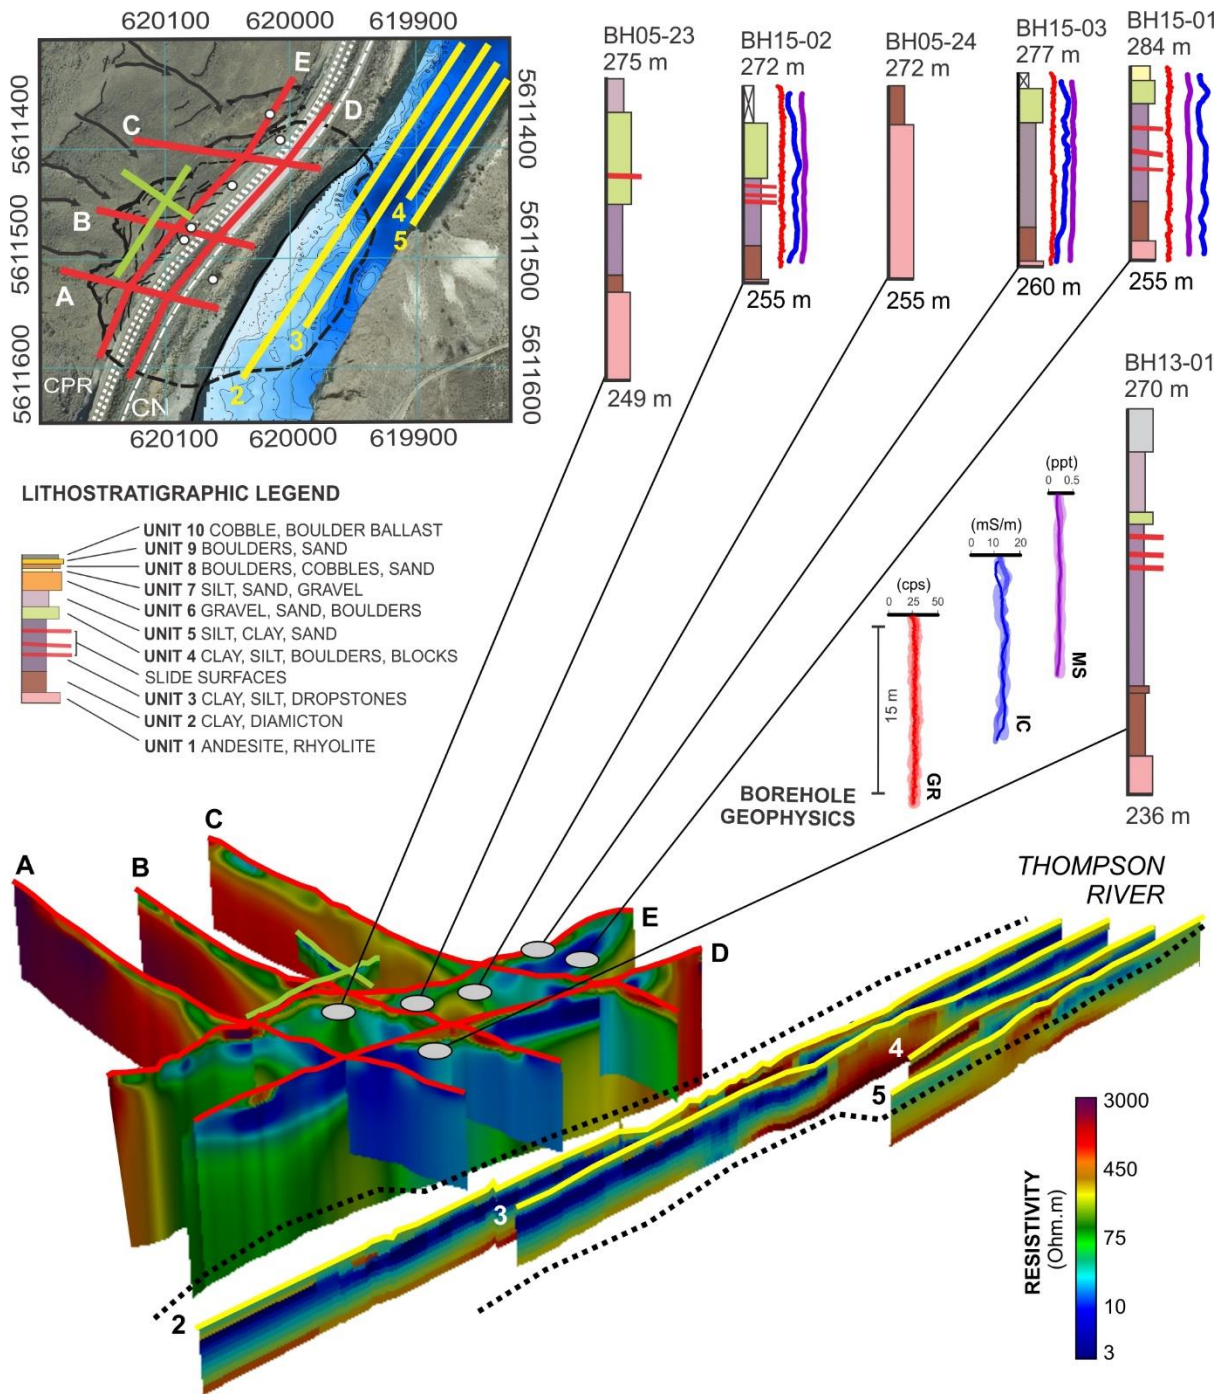 620100 620000 619900
5611400
5611500
5611600
5611400
5611500
5611600
E
D
C
B
A
4
5
3
2
CPR
CN
620100 620000 619900
BH05-23
275 m
249 m
BH15-02
272 m
255 m
BH05-24
272 m
255 m
BH15-03
277 m
260 m
BH15-01
284 m
255 m
BH13-01
270 m
236 m
LITHOSTRATIGRAPHIC LEGEND
UNIT 10 COBBLE, BOULDER BALLAST
UNIT 9 BOULDERS, SAND
UNIT 8 BOULDERS, COBBLES, SAND
UNIT 7 SILT, SAND, GRAVEL
UNIT 6 GRAVEL, SAND, BOULDERS
UNIT 5 SILT, CLAY, SAND
UNIT 4 CLAY, SILT, BOULDERS, BLOCKS
SLIDE SURFACES
UNIT 3 CLAY, SILT, DROPSTONES
UNIT 2 CLAY, DIAMICTON
UNIT 1 ANDESITE, RHYOLITE
(ppt)
0 0.5
MS
(mS/m)
0 10 20
IC
(cps)
0 25 50
15 m
GR
BOREHOLE
GEOPHYSICS
THOMPSON
RIVER
A
B
C
E
D
4
5
3
2
RESISTIVITY
(Ohm.m)
3000
450
75
10
3